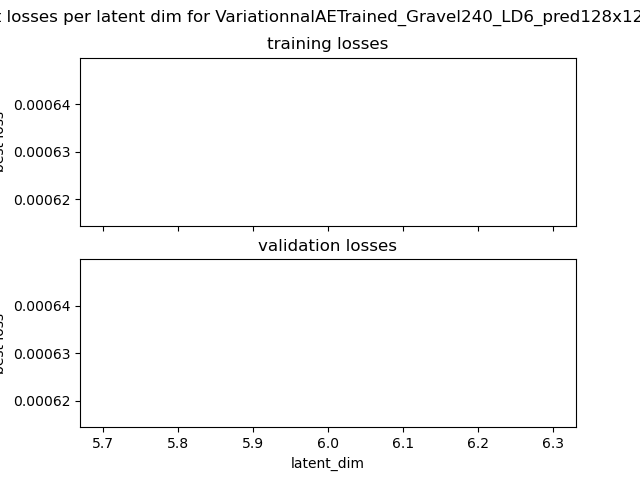 losses per latent dim for VariationnalAETrained_Gravel240_LD6_pred128x12
training losses
0.00064
0.00063
0.00062
best loss
validation losses
0.00064
0.00063
0.00062
best loss
5.7 5.8 5.9 6.0 6.1 6.2 6.3
latent_dim